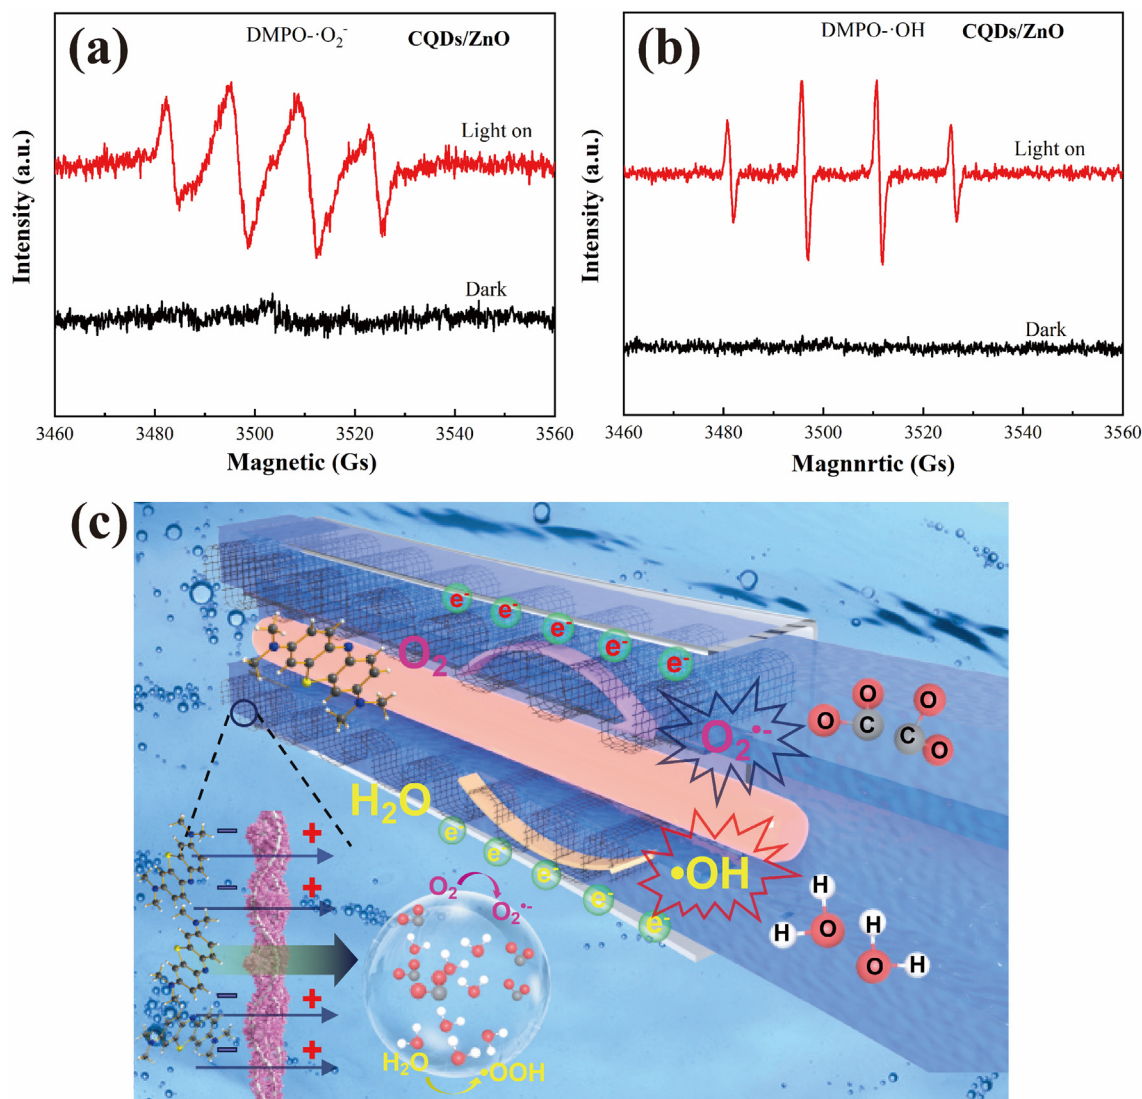 (a)
DMPO-·O₂⁻ CQDs/ZnO
Light on
Dark
Intensity (a.u.)
3460 3480 3500 3520 3540 3560
Magnetic (Gs)
(b)
DMPO-·OH CQDs/ZnO
Light on
Dark
Intensity (a.u.)
3460 3480 3500 3520 3540 3560
Magnnrtic (Gs)
(c)
e⁻ e⁻ e⁻ e⁻ e⁻
O₂
O₂•⁻
O C O
O C O
H₂O
e⁻ e⁻ e⁻ e⁻ e⁻
•OH
H
H O
H
O H
− +
− +
− +
− +
O₂
O₂•⁻
H₂O
•OOH